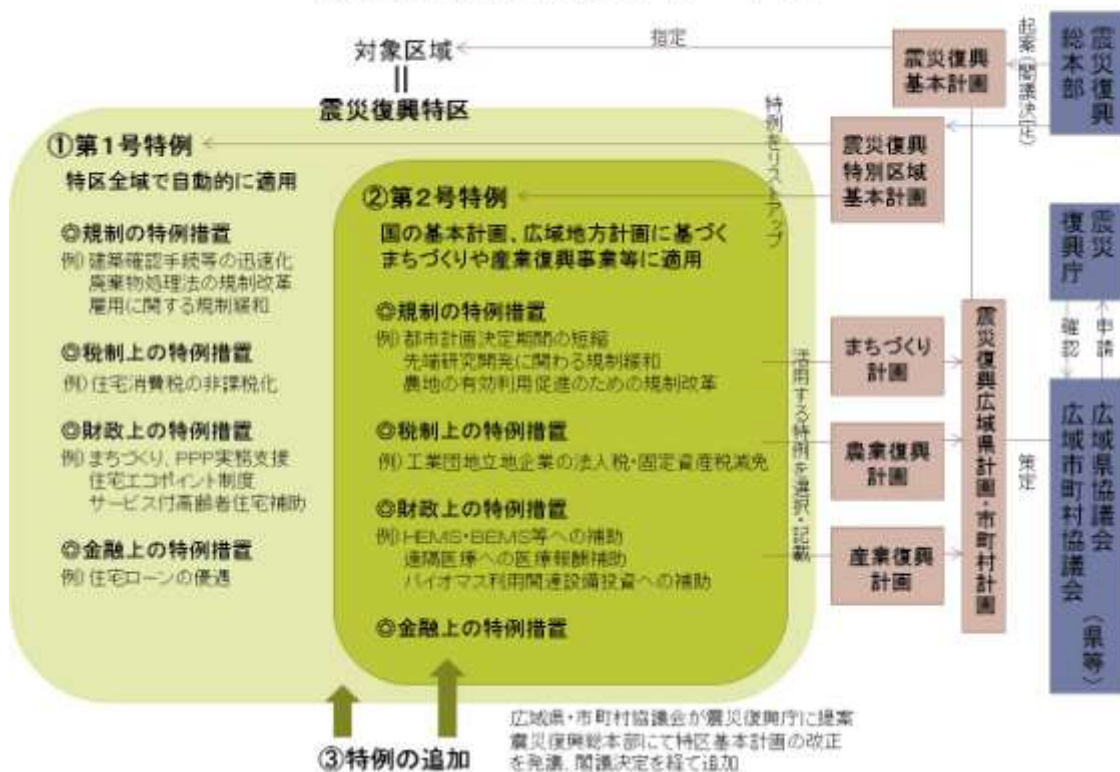 対象区域
||
震災復興特区
指定
震災復興
基本計画
起案(閣議決定)
震災復興
総本部
①第1号特例
特区全域で自動的に適用
◎規制の特例措置
例)建築確認手続等の迅速化
廃棄物処理法の規制改革
雇用に関する規制緩和
◎税制上の特例措置
例)住宅消費税の非課税化
◎財政上の特例措置
例)まちづくり、PPP実務支援
住宅エコポイント制度
サービス付高齢者住宅補助
◎金融上の特例措置
例)住宅ローンの優遇
②第2号特例
国の基本計画、広域地方計画に基づく
まちづくりや産業復興事業等に適用
◎規制の特例措置
例)都市計画決定期間の短縮
先端研究開発に関わる規制緩和
農地の有効利用促進のための規制改革
◎税制上の特例措置
例)工業団地立地企業の法人税・固定資産税減免
◎財政上の特例措置
例)HEMS・BEMS等への補助
遠隔医療への医療報酬補助
バイオマス利用関連設備投資への補助
◎金融上の特例措置
特例をリストアップ
震災復興
特別区域
基本計画
活用する特例を選択・記載
まちづくり
計画
農業復興
計画
産業復興
計画
震災復興広域県計画・市町村計画
策定
震災
復興庁
確認
申請
広域県協議会
広域市町村協議会
(県等)
③特例の追加
広域県・市町村協議会が震災復興庁に提案
震災復興総本部にて特区基本計画の改正
を発議、閣議決定を経て追加